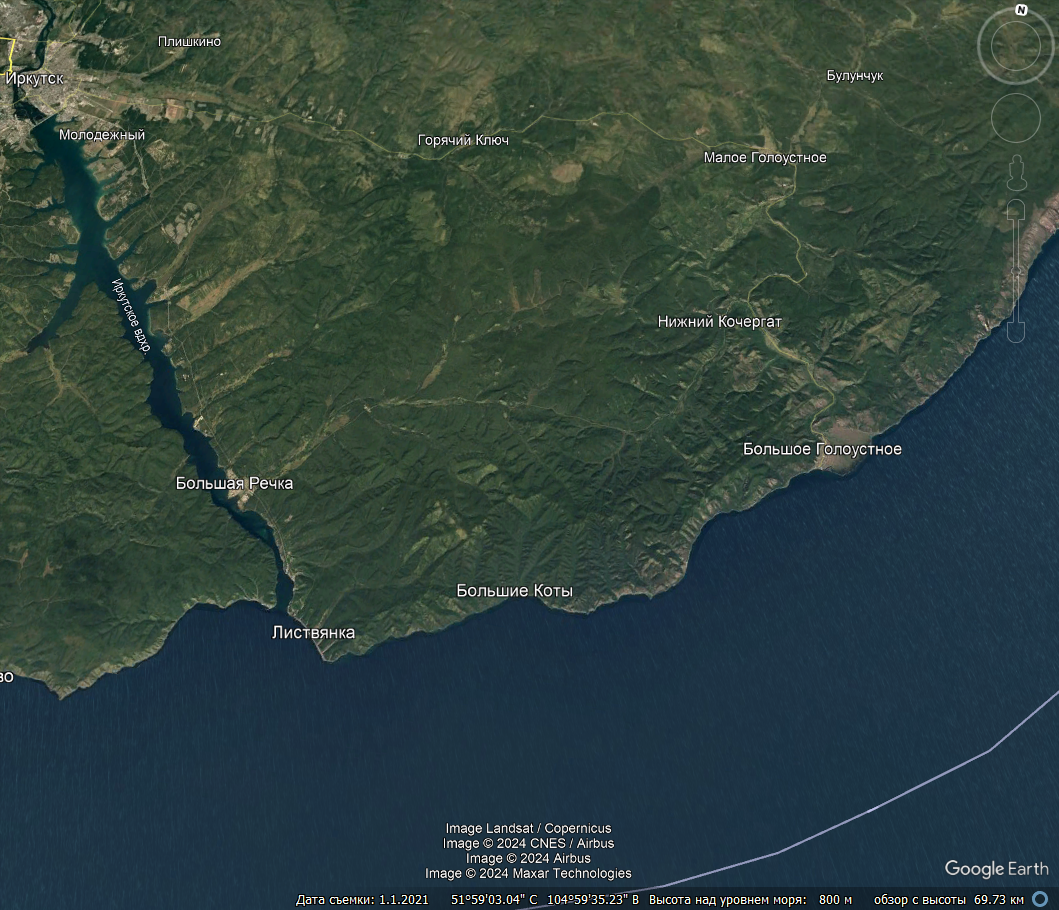 N
Плишкино
Иркутск
Булунчук
Молодежный
Горячий Ключ
Малое Голоустное
Иркутское вдхр.
Нижний Кочергат
Большое Голоустное
Большая Речка
Большие Коты
Листвянка
во
Image Landsat / Copernicus
Image © 2024 CNES / Airbus
Image © 2024 Airbus
Image © 2024 Maxar Technologies
Google Earth
Дата съемки: 1.1.2021 51°59'03.04" С 104°59'35.23" В Высота над уровнем моря: 800 м обзор с высоты 69.73 км